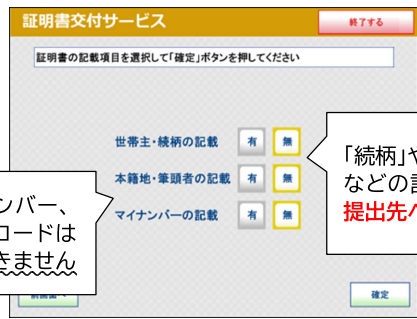 証明書交付サービス
終了する
証明書の記載項目を選択して「確定」ボタンを押してください
世帯主・続柄の記載 有 無
本籍地・筆頭者の記載 有 無
マイナンバーの記載 有 無
「続柄」や
などの記
提出先へ
ンバー、
コードは
きません
確定